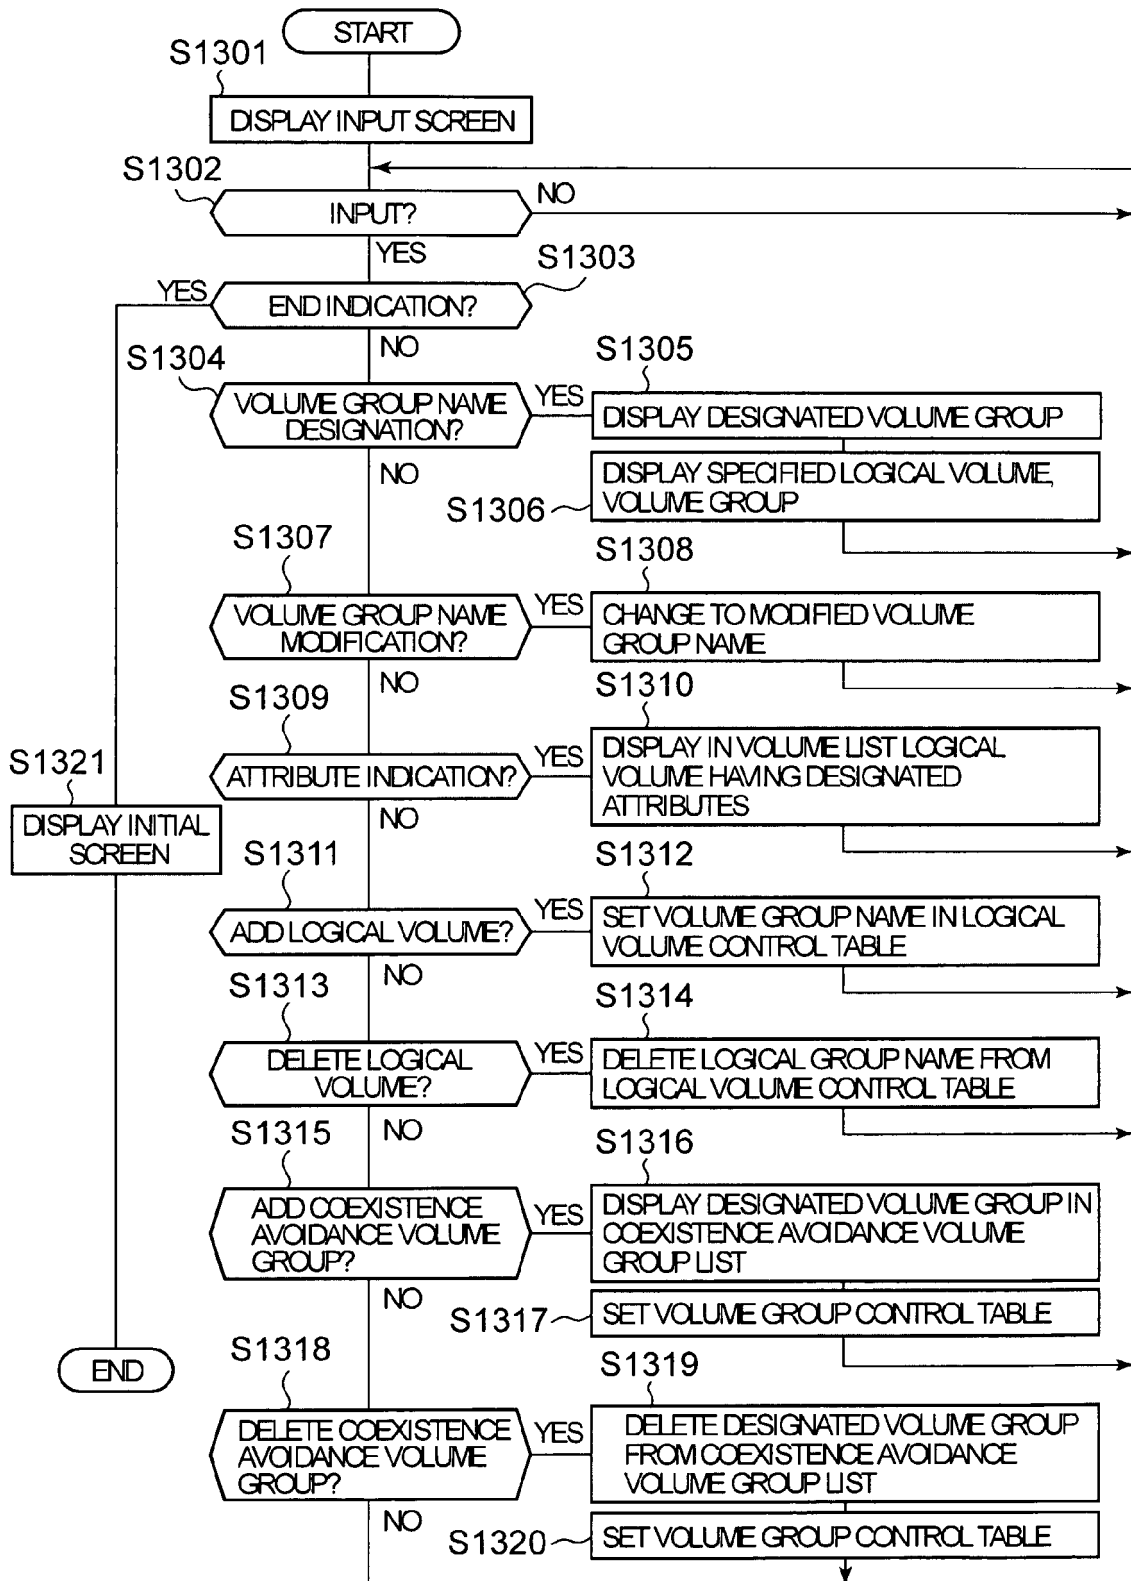 START
S1301
DISPLAY INPUT SCREEN
S1302
INPUT?
NO
YES
S1303
YES
END INDICATION?
NO
S1304
VOLUME GROUP NAME
DESIGNATION?
YES
S1305
DISPLAY DESIGNATED VOLUME GROUP
NO
S1306
DISPLAY SPECIFIED LOGICAL VOLUME,
VOLUME GROUP
S1307
VOLUME GROUP NAME
MODIFICATION?
YES
S1308
CHANGE TO MODIFIED VOLUME
GROUP NAME
NO
S1309
ATTRIBUTE INDICATION?
YES
S1310
DISPLAY IN VOLUME LIST LOGICAL
VOLUME HAVING DESIGNATED
ATTRIBUTES
NO
S1321
DISPLAY INITIAL
SCREEN
S1311
ADD LOGICAL VOLUME?
YES
S1312
SET VOLUME GROUP NAME IN LOGICAL
VOLUME CONTROL TABLE
NO
S1313
DELETE LOGICAL
VOLUME?
YES
S1314
DELETE LOGICAL GROUP NAME FROM
LOGICAL VOLUME CONTROL TABLE
NO
S1315
ADD COEXISTENCE
AVOIDANCE VOLUME
GROUP?
YES
S1316
DISPLAY DESIGNATED VOLUME GROUP IN
COEXISTENCE AVOIDANCE VOLUME
GROUP LIST
NO
S1317
SET VOLUME GROUP CONTROL TABLE
END
S1318
DELETE COEXISTENCE
AVOIDANCE VOLUME
GROUP?
YES
S1319
DELETE DESIGNATED VOLUME GROUP
FROM COEXISTENCE AVOIDANCE
VOLUME GROUP LIST
NO
S1320
SET VOLUME GROUP CONTROL TABLE